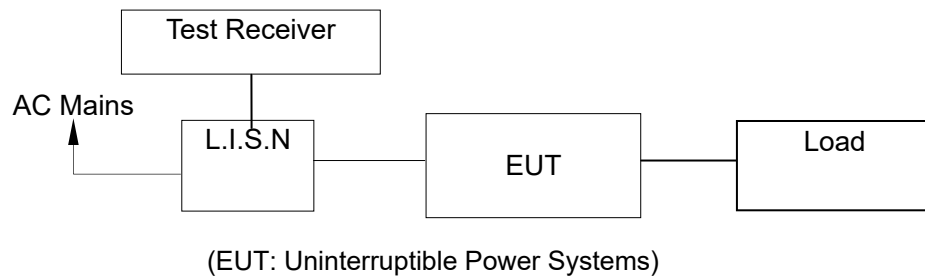 Test Receiver
AC Mains
L.I.S.N
EUT
Load
(EUT: Uninterruptible Power Systems)